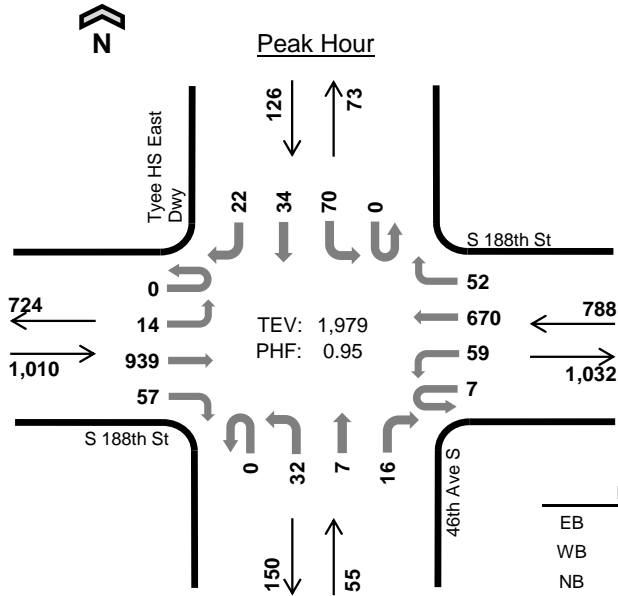 N
Peak Hour
126
73
Tyee HS East
Dwy
22
34
70
0
S 188th St
0
52
724
14
TEV: 1,979
670
788
1,010
939
PHF: 0.95
59
1,032
57
7
S 188th St
0
32
7
16
46th Ave S
150
55
EB
WB
NB